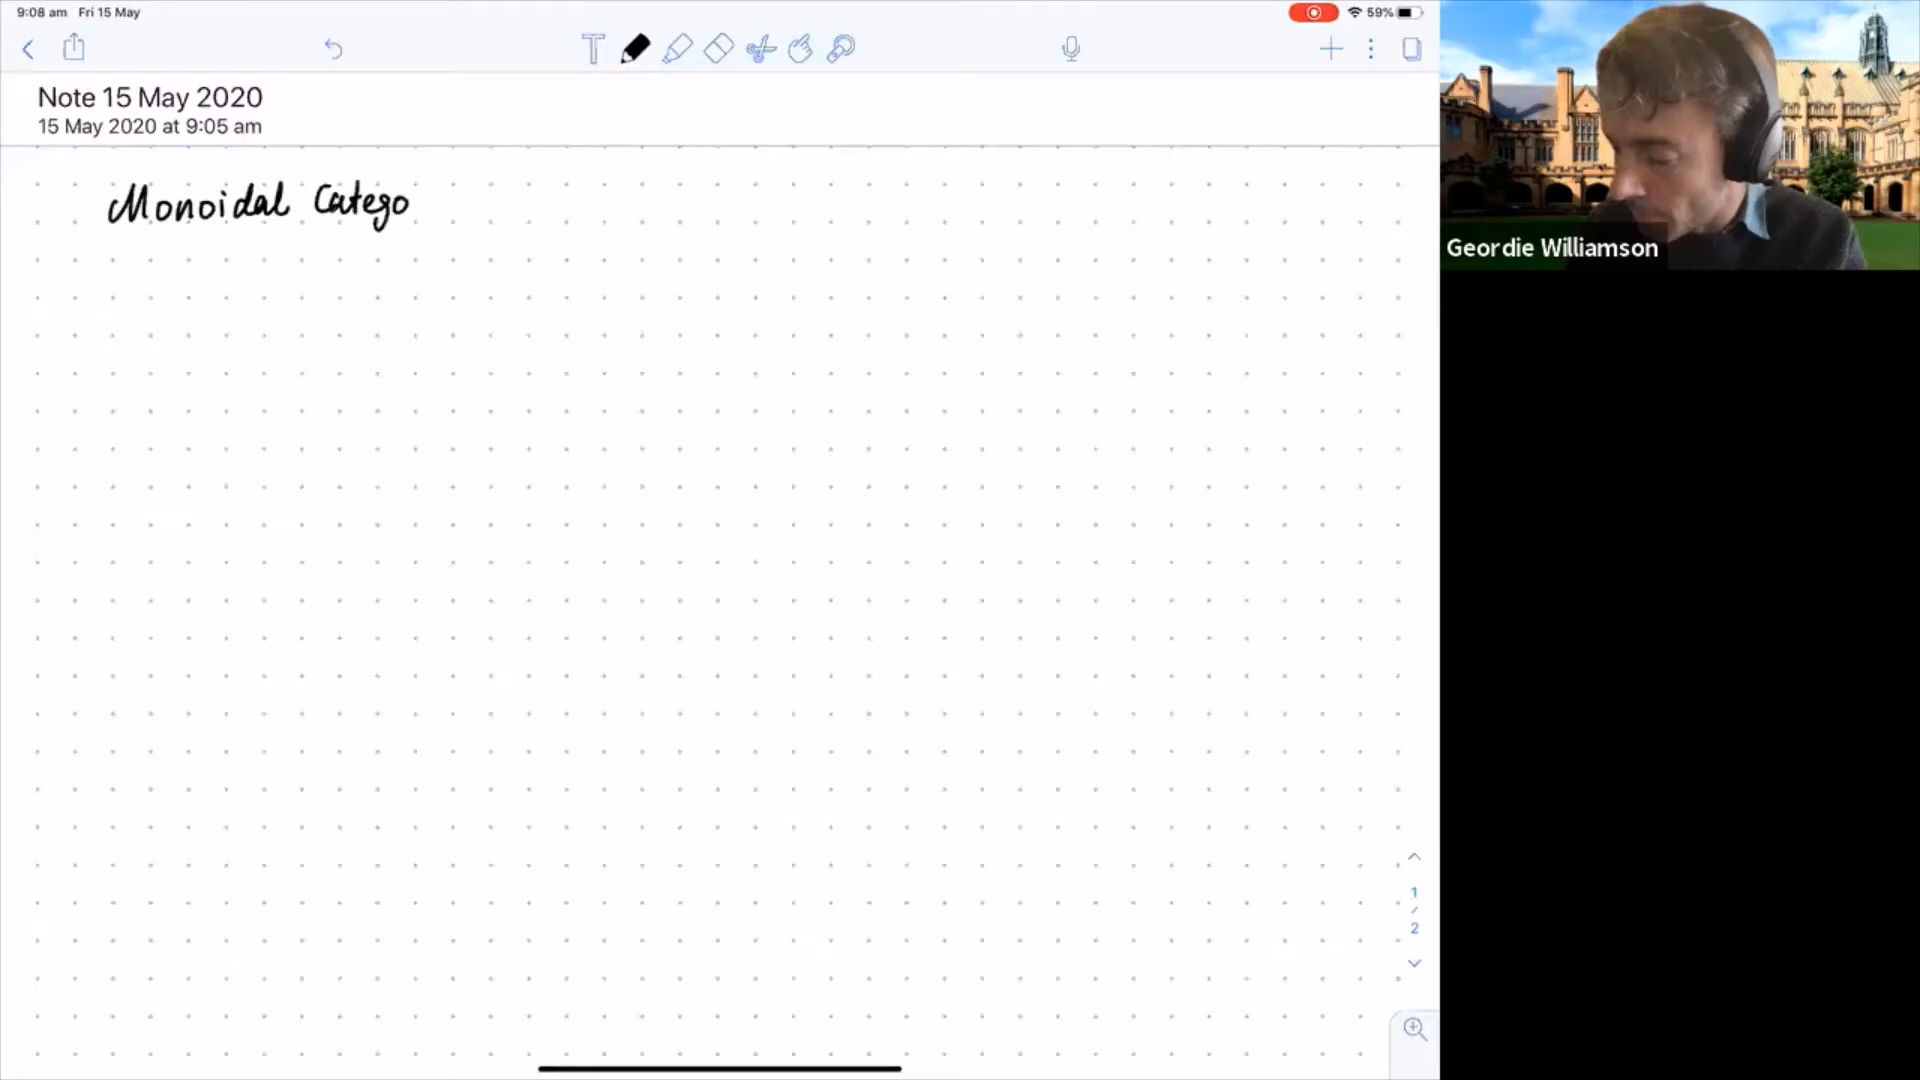 9:08 am Fri 15 May
59%
Note 15 May 2020
15 May 2020 at 9:05 am
Monoidal Catego
Geordie Williamson
1
/
2